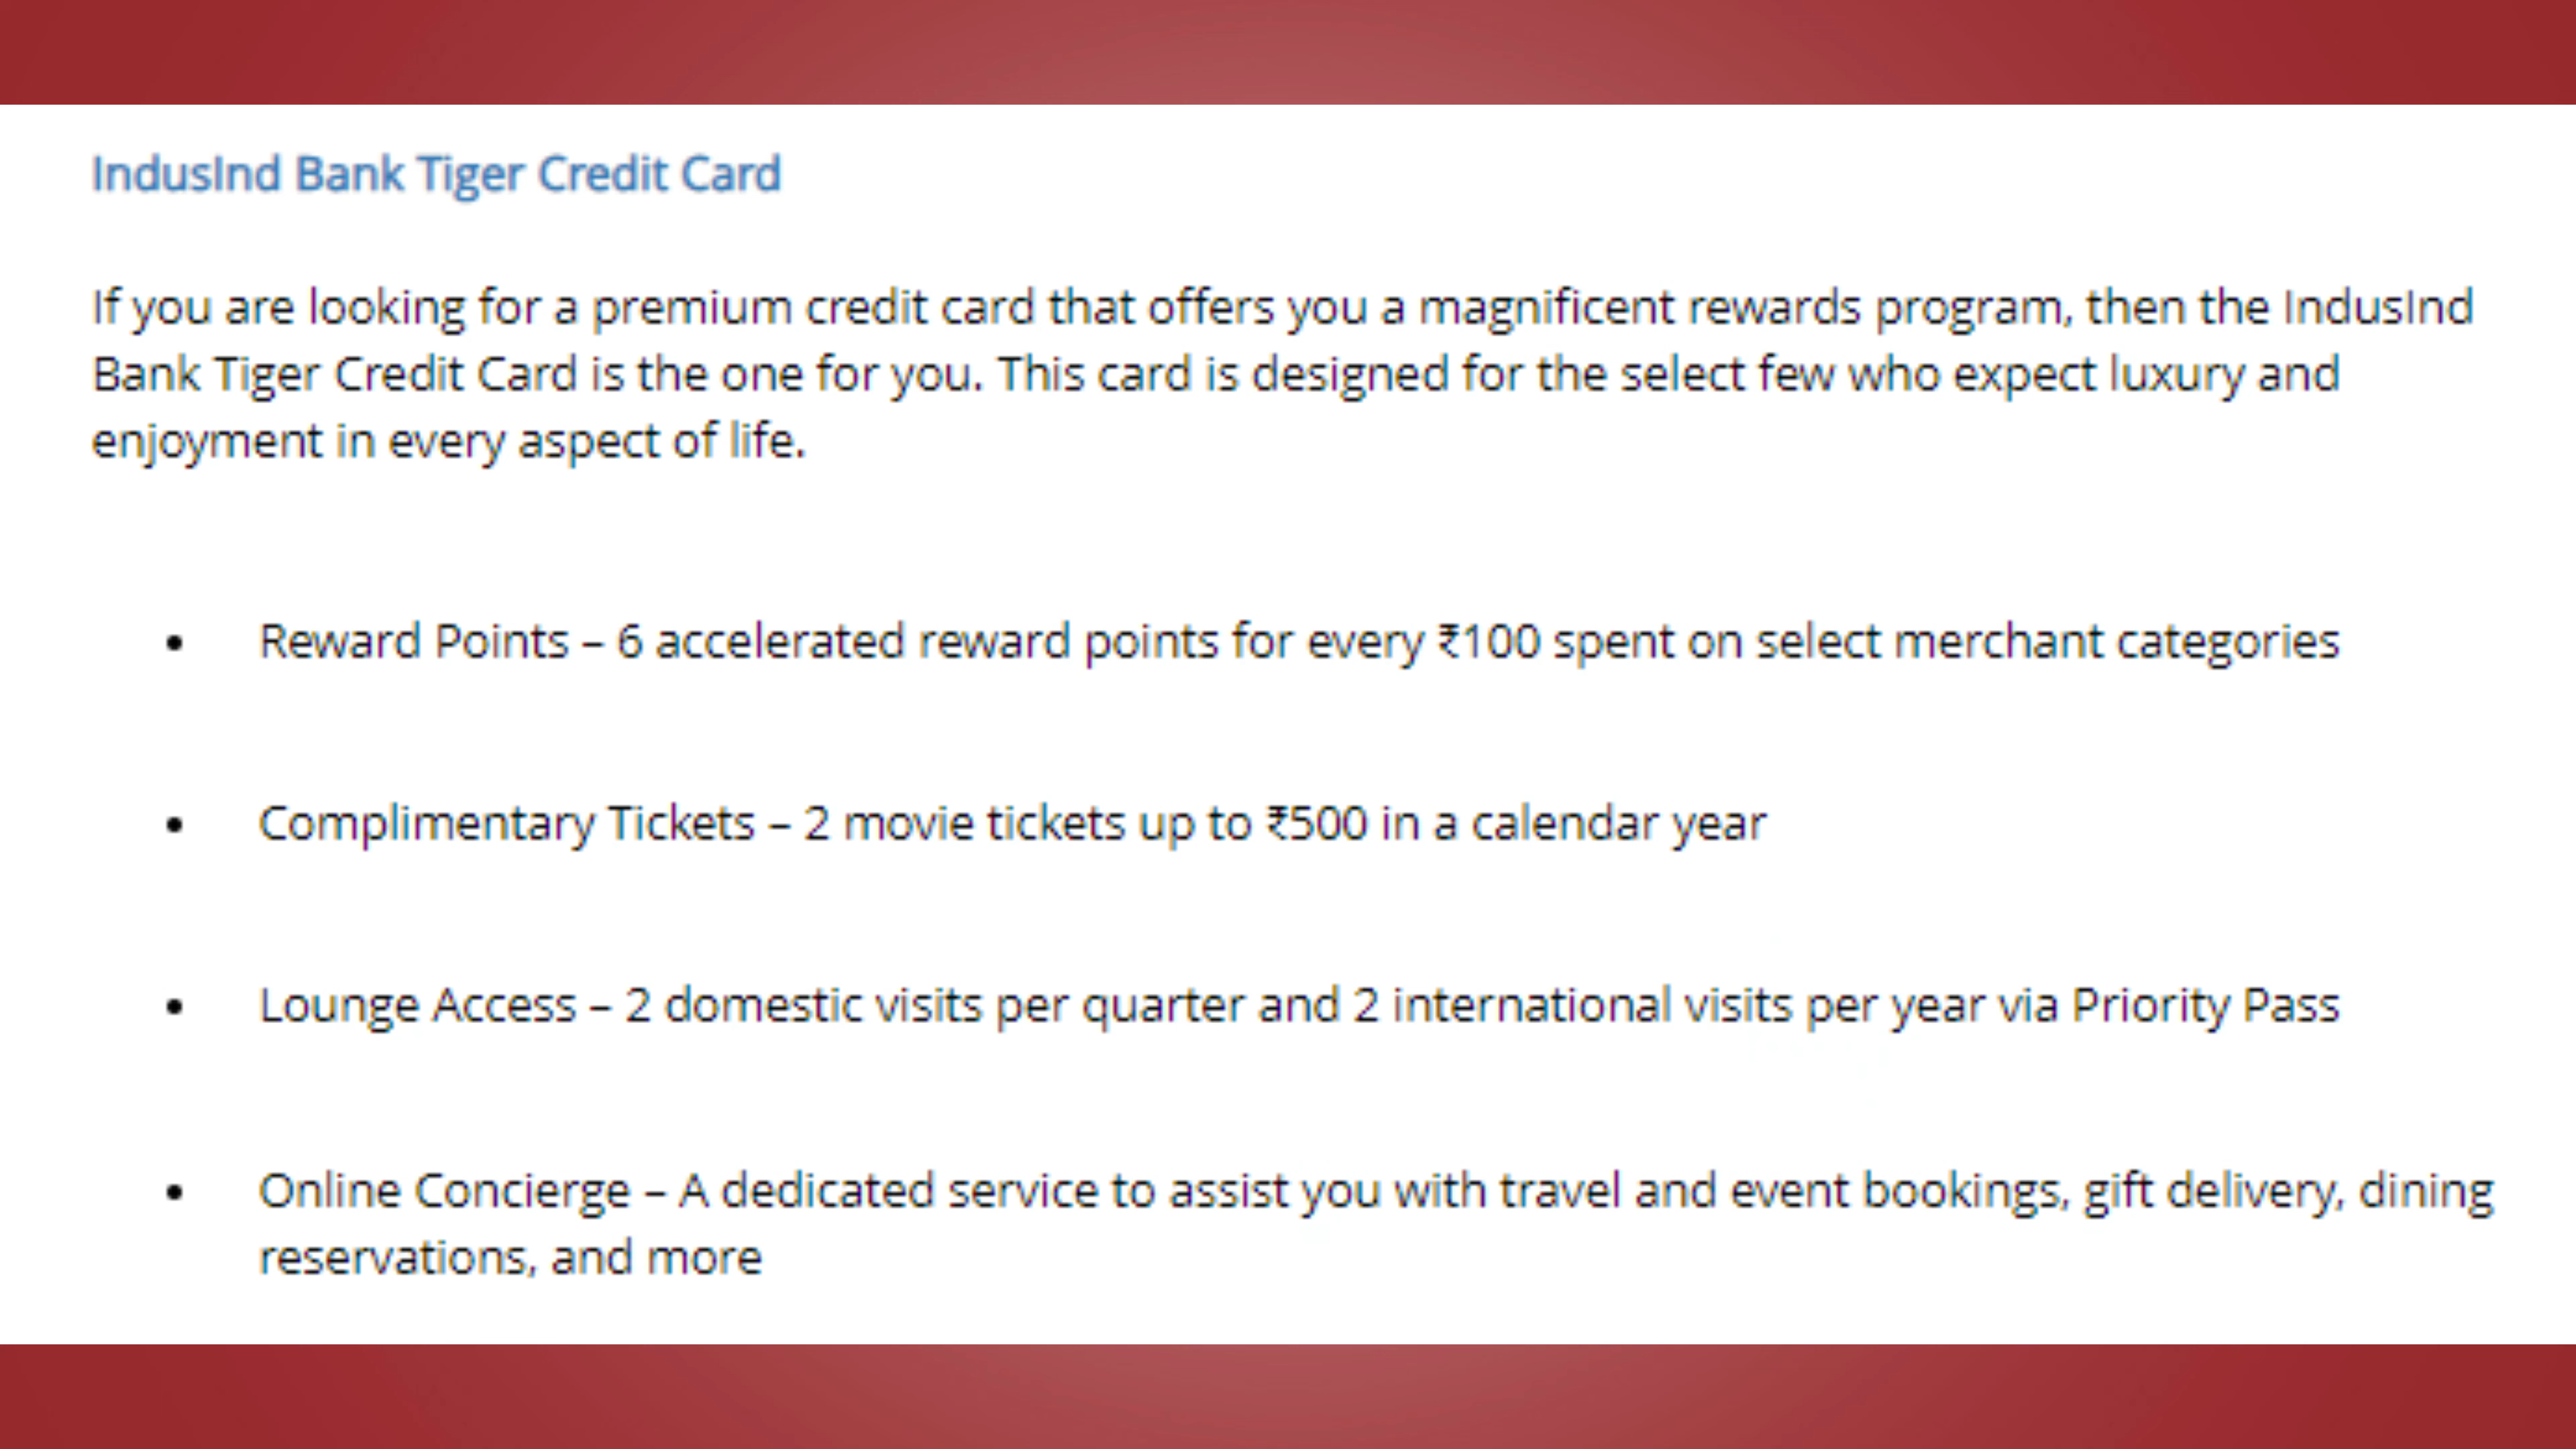 IndusInd Bank Tiger Credit Card
If you are looking for a premium credit card that offers you a magnificent rewards program, then the IndusInd
Bank Tiger Credit Card is the one for you. This card is designed for the select few who expect luxury and
enjoyment in every aspect of life.
• Reward Points – 6 accelerated reward points for every ₹100 spent on select merchant categories
• Complimentary Tickets – 2 movie tickets up to ₹500 in a calendar year
• Lounge Access – 2 domestic visits per quarter and 2 international visits per year via Priority Pass
• Online Concierge – A dedicated service to assist you with travel and event bookings, gift delivery, dining
reservations, and more